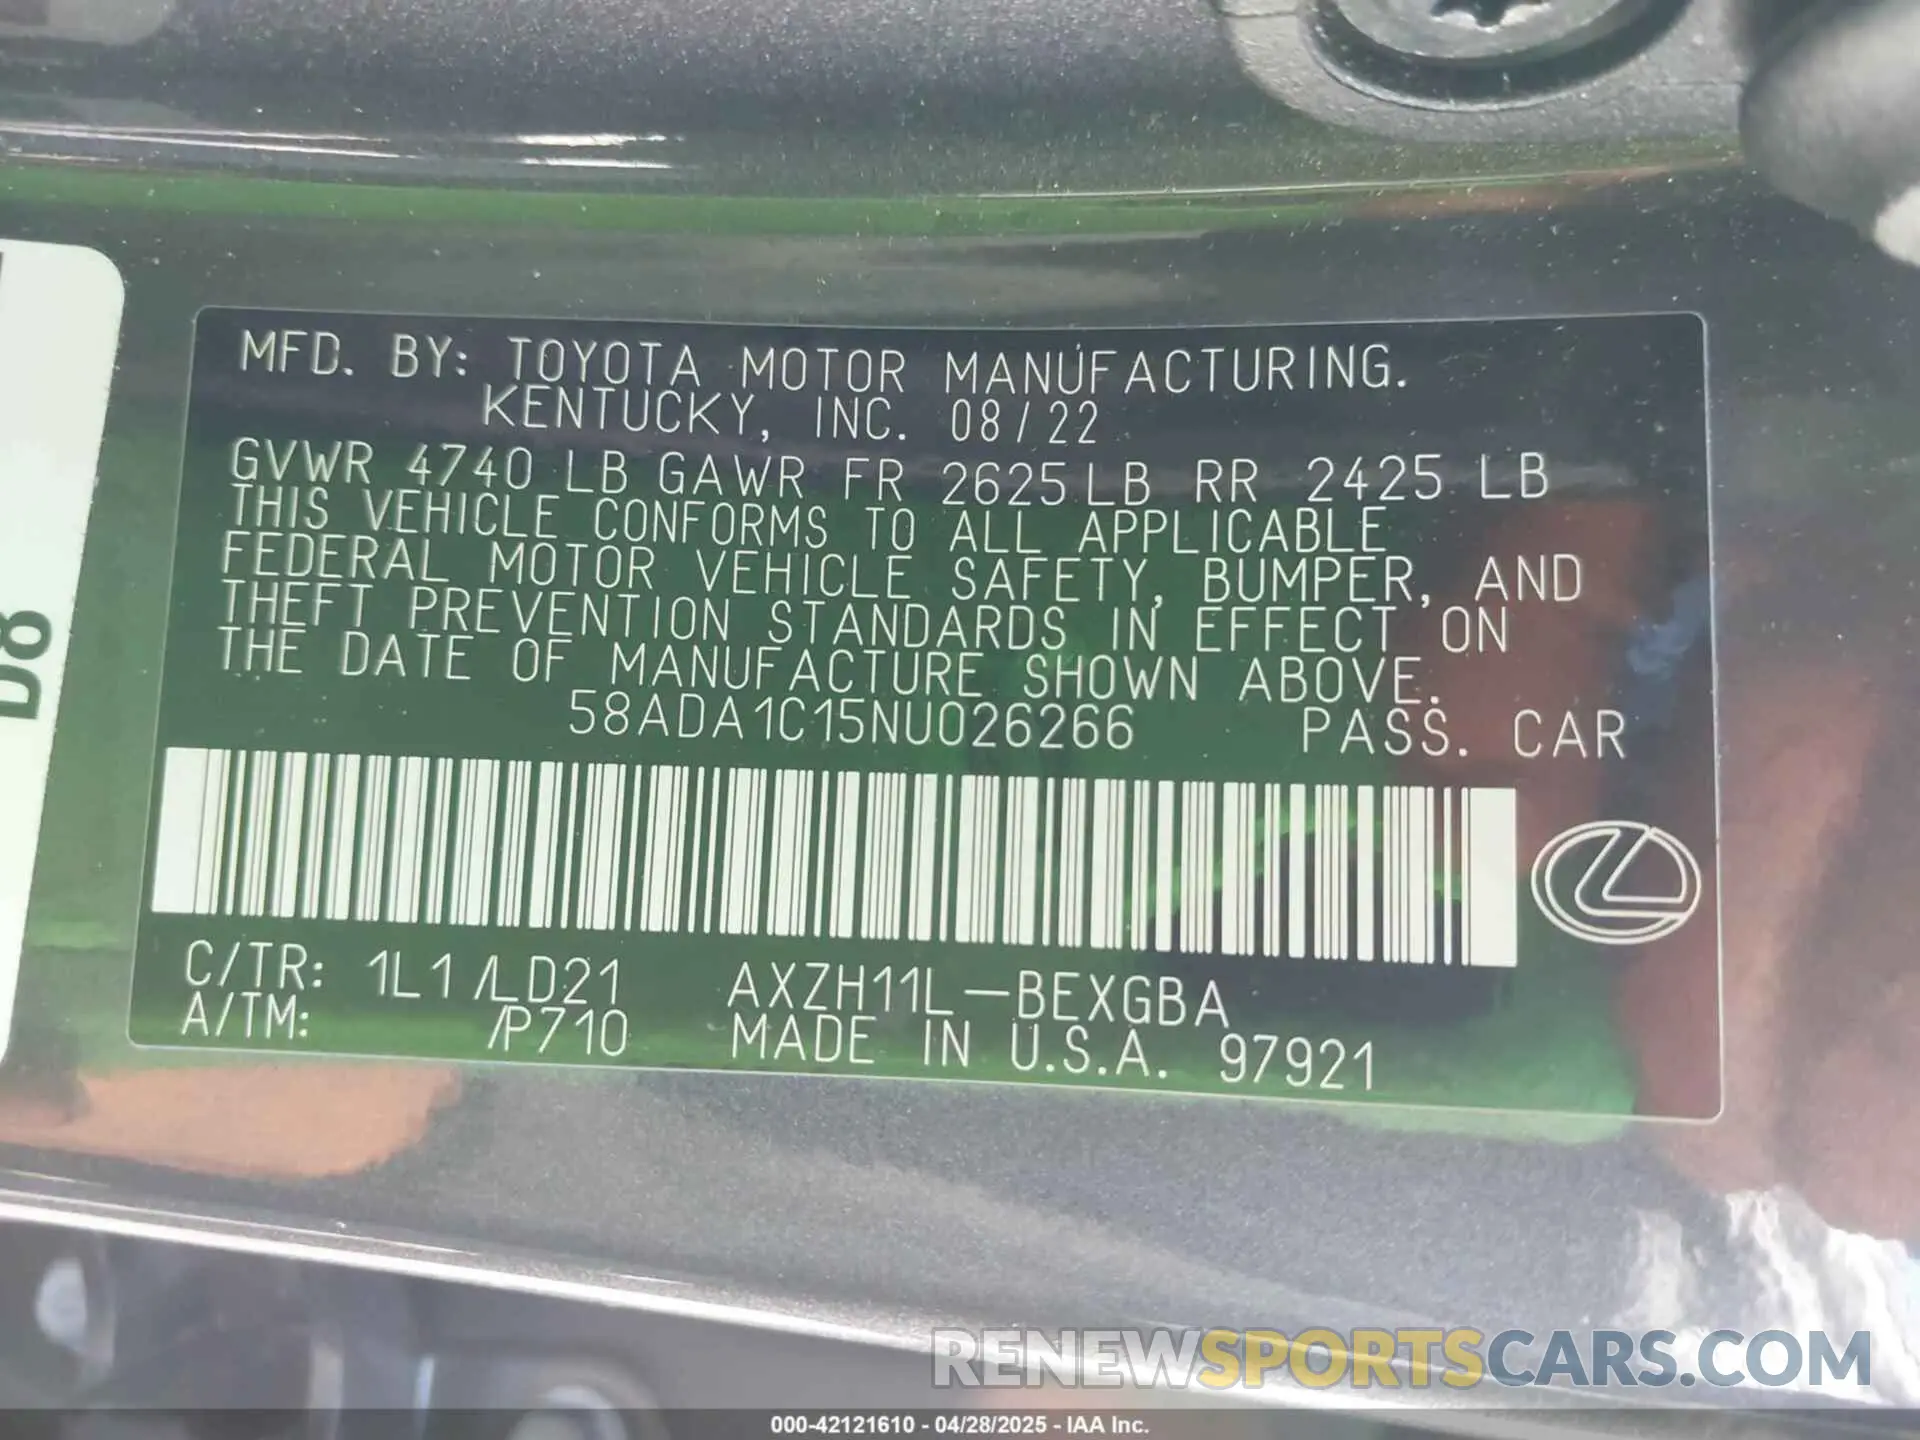 D8
MFD. BY: TOYOTA MOTOR MANUFACTURING.
KENTUCKY, INC. 08/22
GVWR 4740 LB GAWR FR 2625 LB RR 2425 LB
THIS VEHICLE CONFORMS TO ALL APPLICABLE
FEDERAL MOTOR VEHICLE SAFETY, BUMPER, AND
THEFT PREVENTION STANDARDS IN EFFECT ON
THE DATE OF MANUFACTURE SHOWN ABOVE.
58ADA1C15NU026266 PASS. CAR
C/TR: 1L1 /LD21 AXZH11L-BEXGBA
A/TM: /P710 MADE IN U.S.A. 97921
RENEWSPORTSCARS.COM
000-42121610 - 04/28/2025 - IAA Inc.